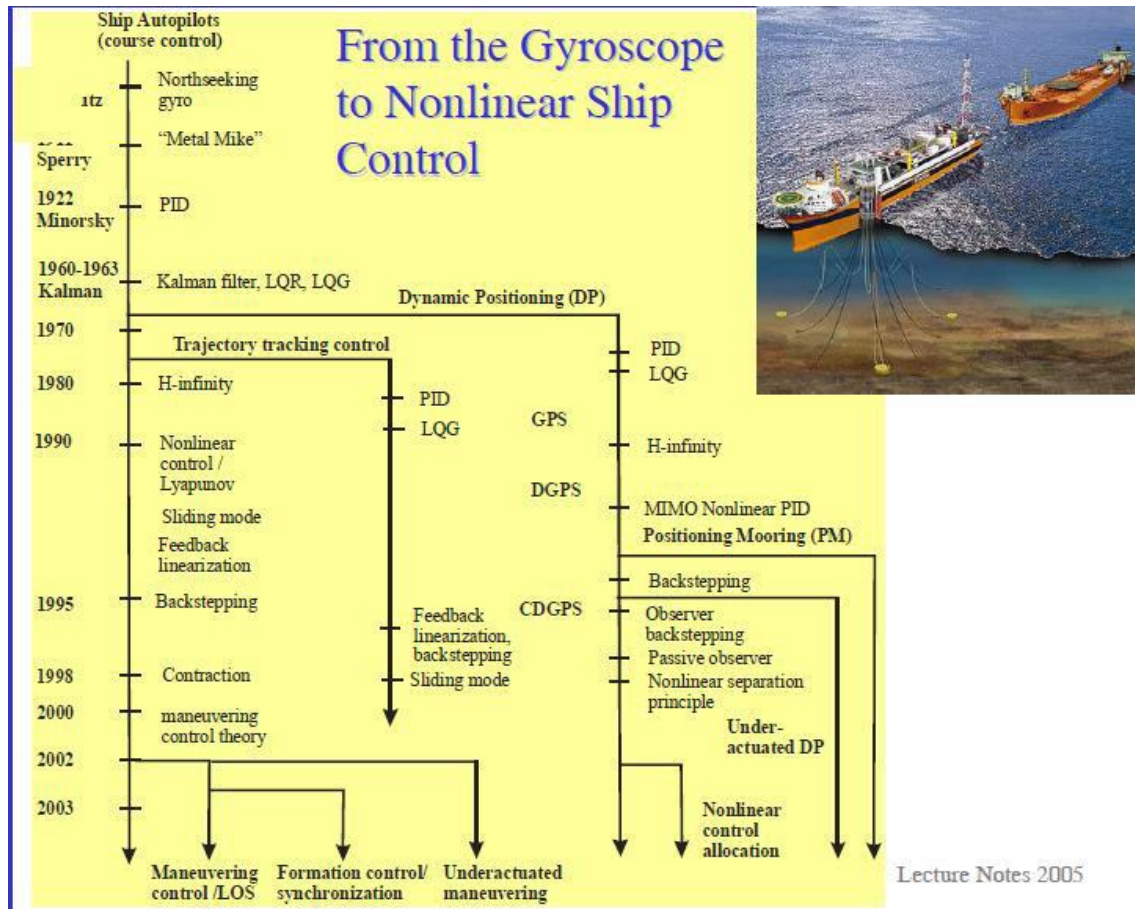 Ship Autopilots
(course control)
From the Gyroscope
to Nonlinear Ship
Control
Northseeking
gyro
"Metal Mike"
Sperry
1922
Minorsky
PID
1960-1963
Kalman
Kalman filter, LQR, LQG
Dynamic Positioning (DP)
1970
Trajectory tracking control
PID
LQG
1980
H-infinity
PID
LQG
GPS
1990
Nonlinear
control /
Lyapunov
H-infinity
DGPS
Sliding mode
MIMO Nonlinear PID
Positioning Mooring (PM)
Feedback
linearization
Backstepping
1995
Backstepping
CDGPS
Feedback
linearization,
backstepping
Observer
backstepping
Passive observer
1998
Contraction
Sliding mode
Nonlinear separation
principle
2000
maneuvering
control theory
Under-
actuated DP
2002
2003
Nonlinear
control
allocation
Maneuvering
control /LOS
Formation control/
synchronization
Underactuated
maneuvering
Lecture Notes 2005